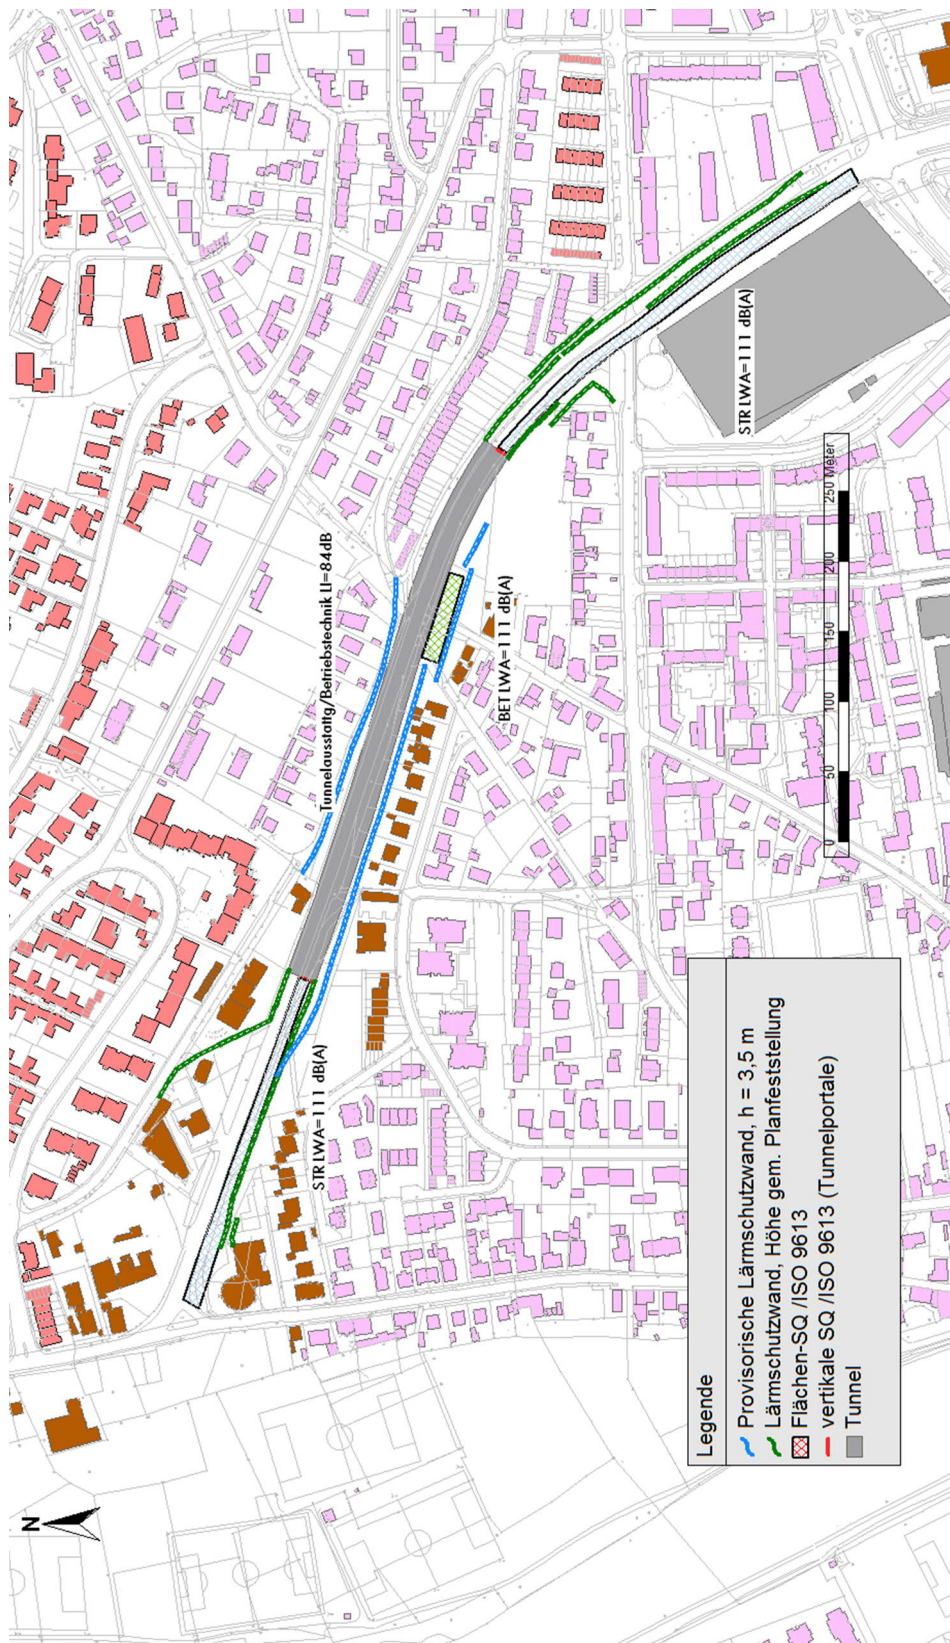 N
Tunnelausstattg/Betriebstechnik LI=84dB
STR LWA=111 dB(A)
BET LWA=111 dB(A)
STR LWA=111 dB(A)
0 50 100 150 200 250 Meter
Legende
Provisorische Lärmschutzwand, h = 3,5 m
Lärmschutzwand, Höhe gem. Planfeststellung
Flächen-SQ /ISO 9613
vertikale SQ /ISO 9613 (Tunnelportale)
Tunnel